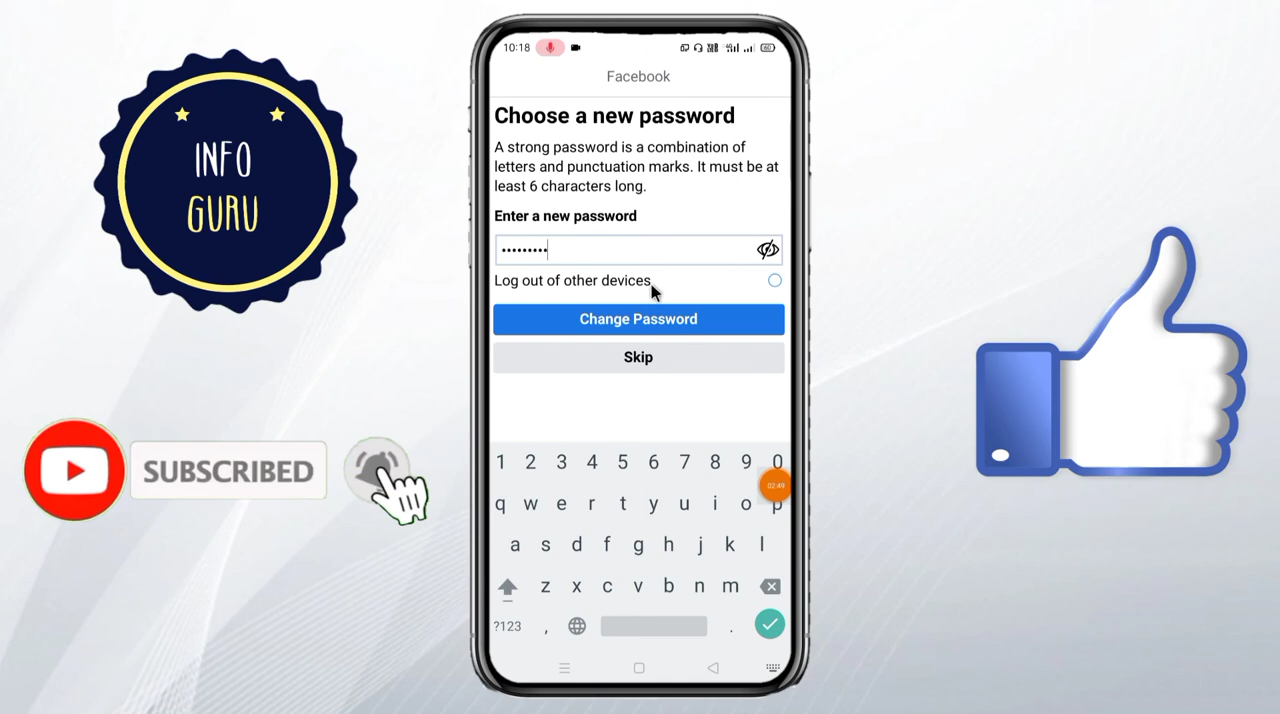 INFO
GURU
SUBSCRIBED
10:18
60
Facebook
Choose a new password
A strong password is a combination of
letters and punctuation marks. It must be at
least 6 characters long.
Enter a new password
•••••••••
Log out of other devices
Change Password
Skip
1 2 3 4 5 6 7 8 9 0
02:49
q w e r t y u i o p
a s d f g h j k l
z x c v b n m
?123 , .